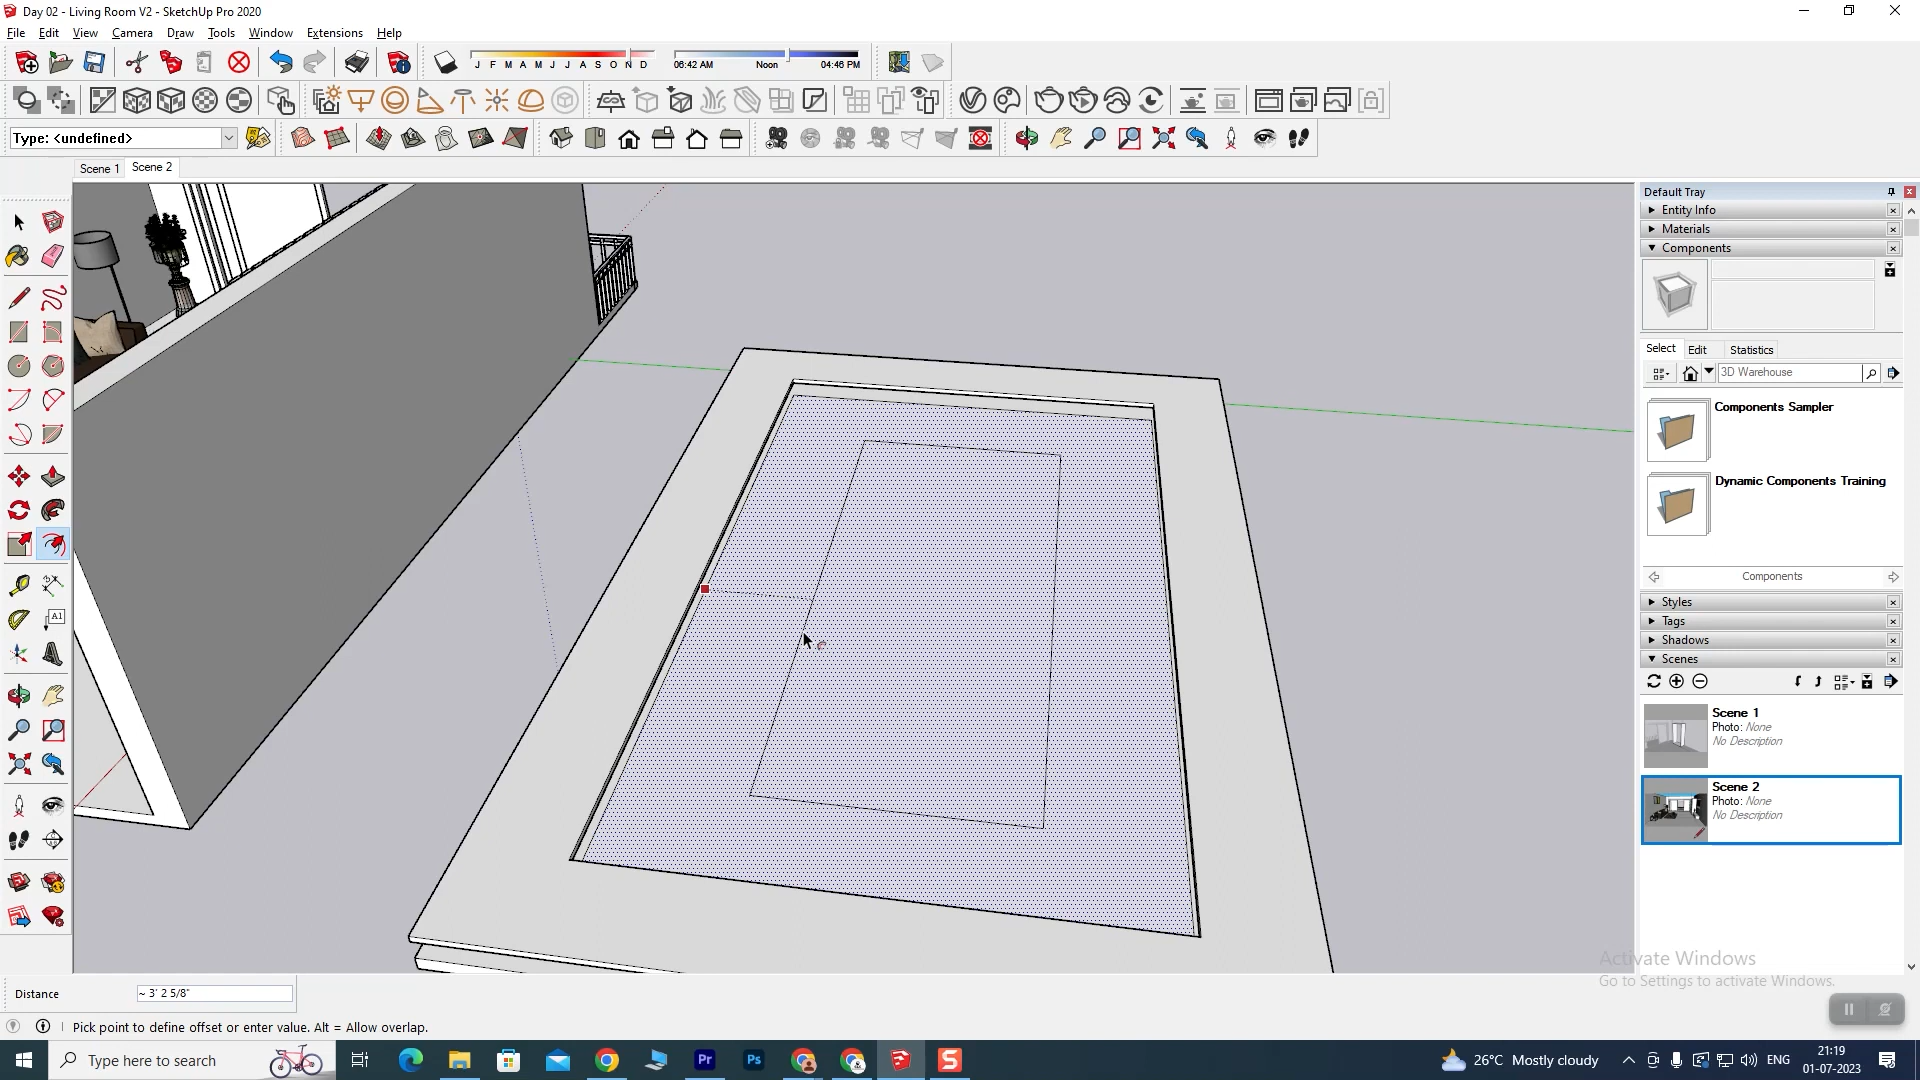 Day 02 - Living Room V2 - SketchUp Pro 2020
File Edit View Camera Draw Tools Window Extensions Help
J F M A M J J A S O N D
06:42 AM Noon 04:46 PM
Type: <undefined>
Scene 1 Scene 2
Default Tray
Entity Info
Materials
Components
Select Edit Statistics
3D Warehouse
Components Sampler
Dynamic Components Training
Components
Styles
Tags
Shadows
Scenes
Scene 1
Photo: None
No Description
Scene 2
Photo: None
No Description
A1
Activate Windows
Go to Settings to activate Windows.
Distance ~ 3' 2 5/8"
Pick point to define offset or enter value. Alt = Allow overlap.
Type here to search
Pr
Ps
S
26°C Mostly cloudy
ENG
21:19
01-07-2023